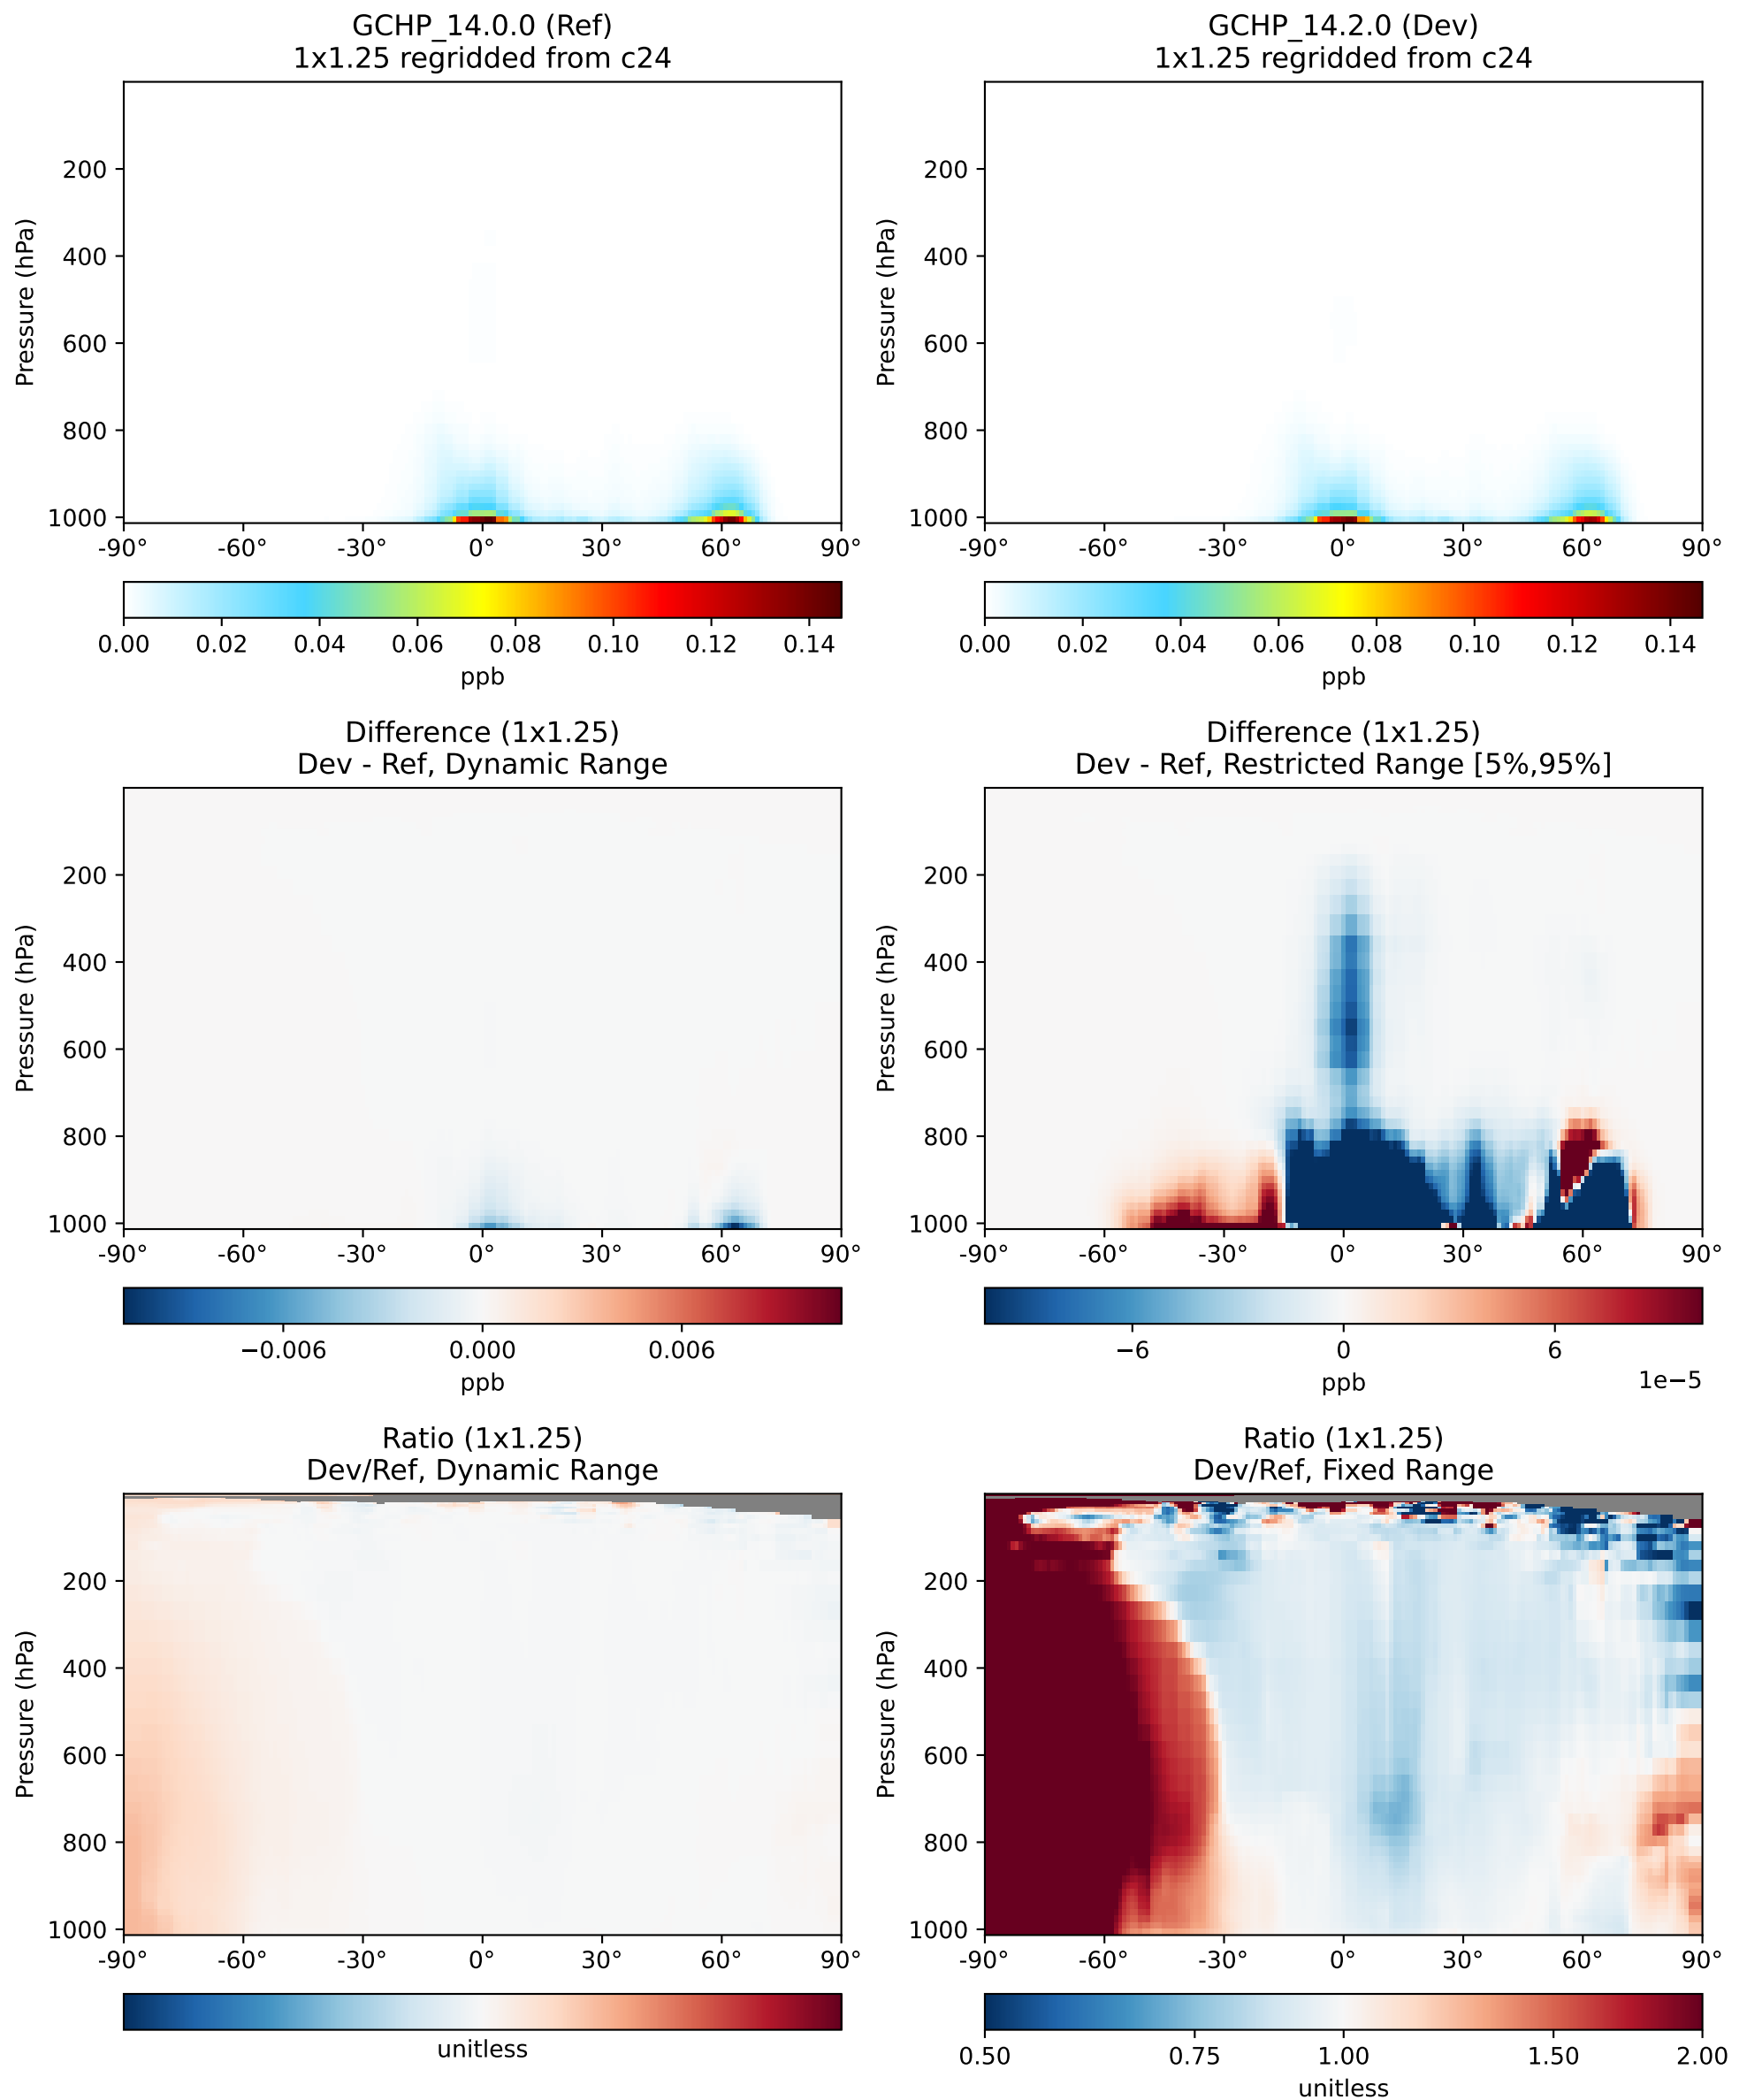 GCHP_14.0.0 (Ref)
1x1.25 regridded from c24
Pressure (hPa)
200
400
600
800
1000
-90° -60° -30° 0° 30° 60° 90°
0.00 0.02 0.04 0.06 0.08 0.10 0.12 0.14
ppb
GCHP_14.2.0 (Dev)
1x1.25 regridded from c24
Pressure (hPa)
200
400
600
800
1000
-90° -60° -30° 0° 30° 60° 90°
0.00 0.02 0.04 0.06 0.08 0.10 0.12 0.14
ppb
Difference (1x1.25)
Dev - Ref, Dynamic Range
Pressure (hPa)
200
400
600
800
1000
-90° -60° -30° 0° 30° 60° 90°
−0.006 0.000 0.006
ppb
Difference (1x1.25)
Dev - Ref, Restricted Range [5%,95%]
Pressure (hPa)
200
400
600
800
1000
-90° -60° -30° 0° 30° 60° 90°
−6 0 6
ppb
1e−5
Ratio (1x1.25)
Dev/Ref, Dynamic Range
Pressure (hPa)
200
400
600
800
1000
-90° -60° -30° 0° 30° 60° 90°
unitless
Ratio (1x1.25)
Dev/Ref, Fixed Range
Pressure (hPa)
200
400
600
800
1000
-90° -60° -30° 0° 30° 60° 90°
0.50 0.75 1.00 1.50 2.00
unitless